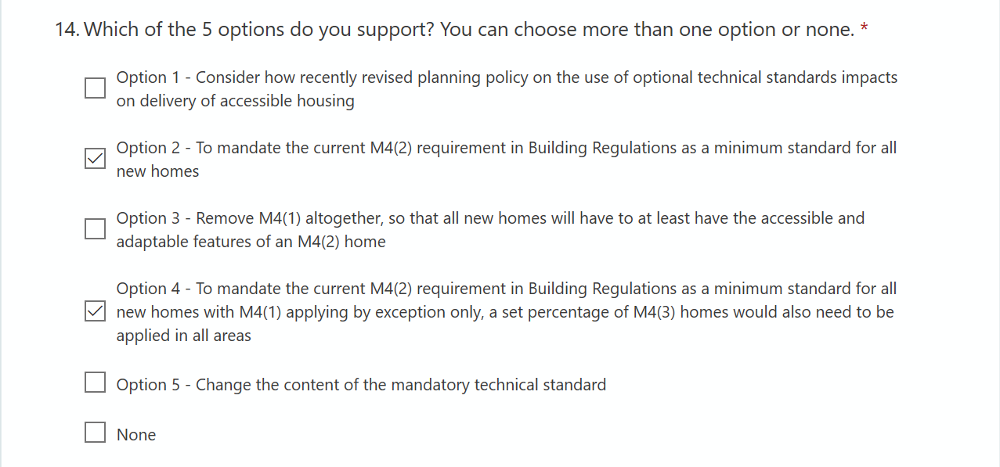 14. Which of the 5 options do you support? You can choose more than one option or none. *
Option 1 - Consider how recently revised planning policy on the use of optional technical standards impacts
on delivery of accessible housing
Option 2 - To mandate the current M4(2) requirement in Building Regulations as a minimum standard for all
new homes
Option 3 - Remove M4(1) altogether, so that all new homes will have to at least have the accessible and
adaptable features of an M4(2) home
Option 4 - To mandate the current M4(2) requirement in Building Regulations as a minimum standard for all
new homes with M4(1) applying by exception only, a set percentage of M4(3) homes would also need to be
applied in all areas
Option 5 - Change the content of the mandatory technical standard
None